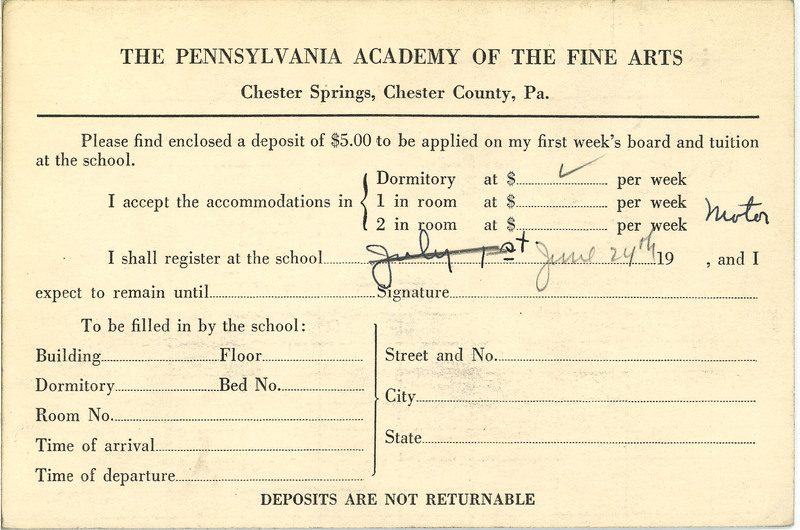 THE PENNSYLVANIA ACADEMY OF THE FINE ARTS
Chester Springs, Chester County, Pa.
Please find enclosed a deposit of $5.00 to be applied on my first week's board and tuition
at the school.
I accept the accommodations in { Dormitory at $........✓........ per week
1 in room at $................ per week
2 in room at $................ per week Motor
I shall register at the school........ July 1st. June 24th 19 , and I
expect to remain until................Signature................
To be filled in by the school:
Building................Floor................
Dormitory................Bed No.................
Room No.................
Time of arrival................
Time of departure................
Street and No.................
City................
State................
DEPOSITS ARE NOT RETURNABLE